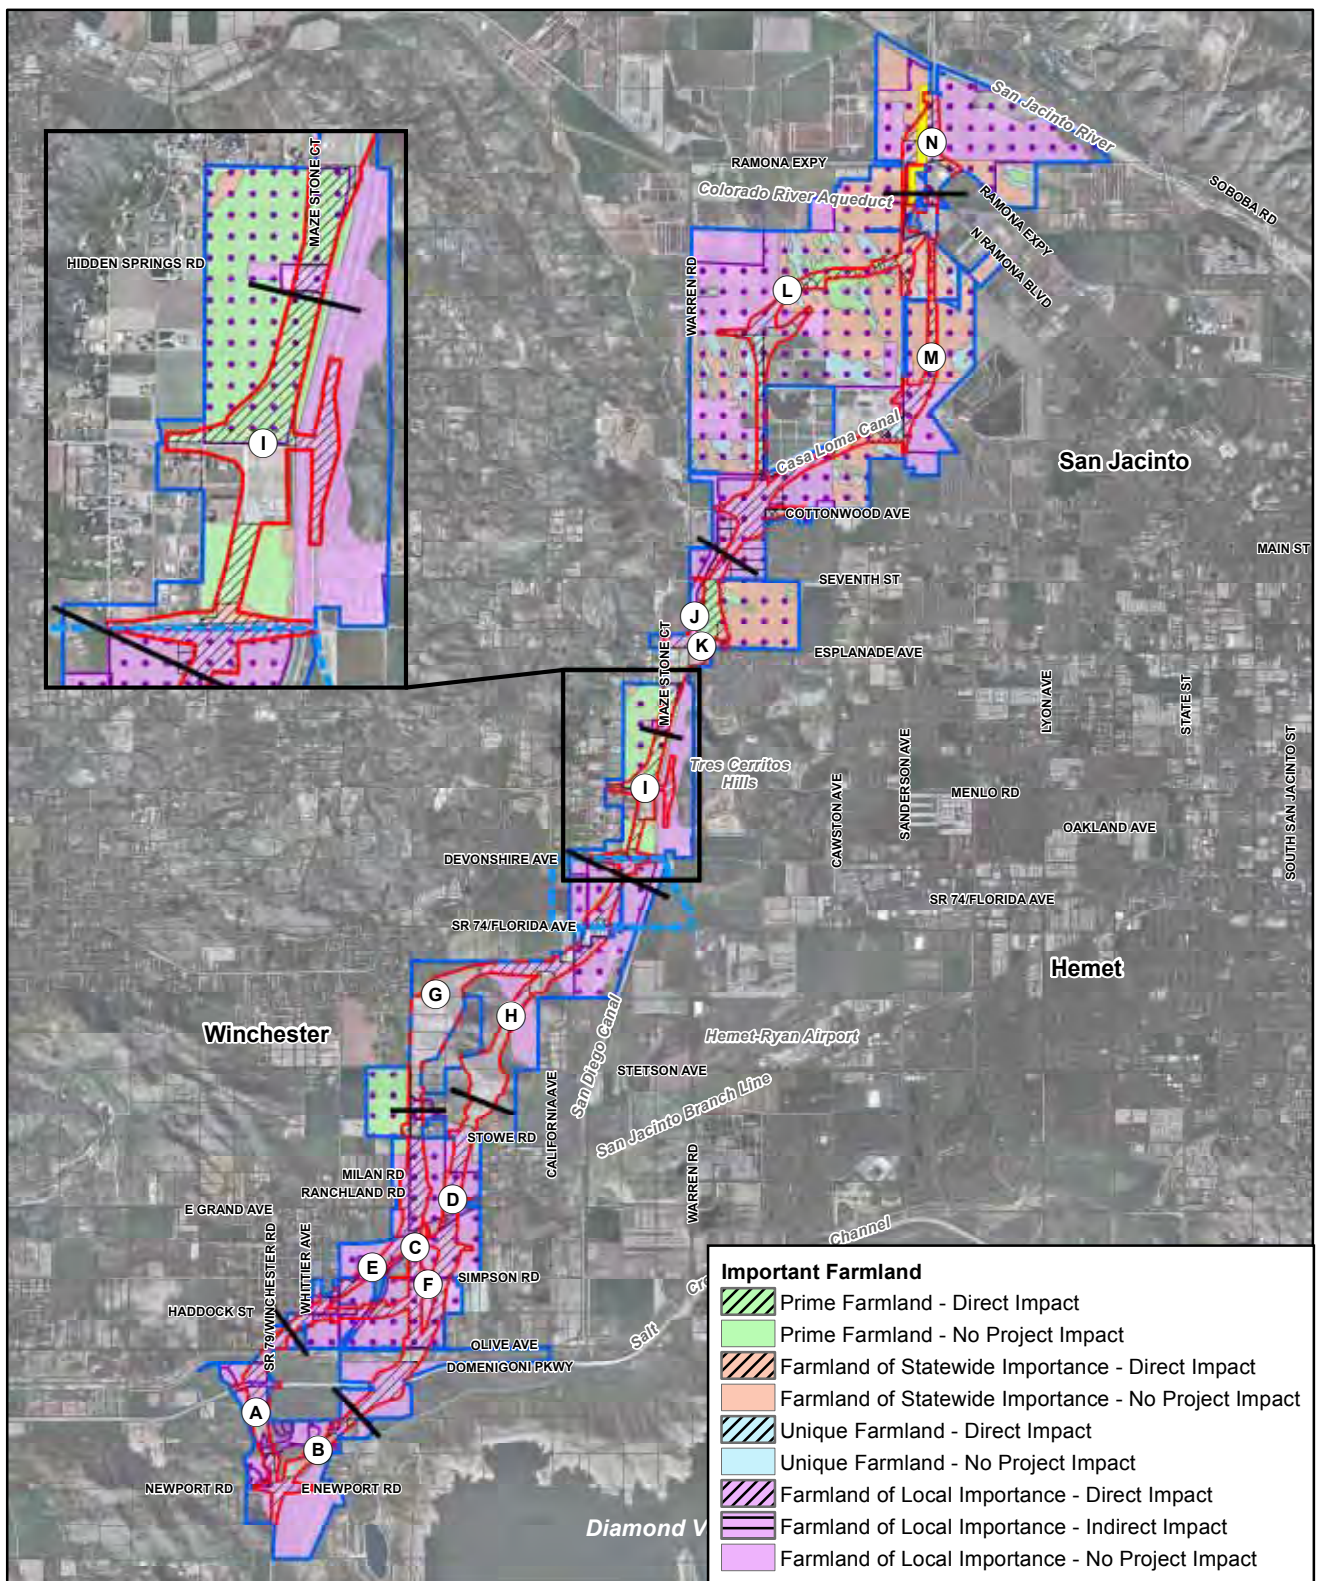 San Jacinto River
N
RAMONA EXPY
Colorado River Aqueduct
SOBOBA RD
RAMONA EXPY
N RAMONA BLVD
MAZE STONE CT
HIDDEN SPRINGS RD
WARREN RD
L
M
I
Casa Loma Canal
San Jacinto
COTTONWOOD AVE
MAIN ST
SEVENTH ST
J
K
MAZE STONE CT
ESPLANADE AVE
LYON AVE
STATE ST
SOUTH SAN JACINTO ST
Tres Cerritos
Hills
I
SANDERSON AVE
CAWSTON AVE
MENLO RD
OAKLAND AVE
DEVONSHIRE AVE
SR 74/FLORIDA AVE
SR 74/FLORIDA AVE
Hemet
G
H
Winchester
San Diego Canal
Hemet-Ryan Airport
STETSON AVE
CALIFORNIA AVE
San Jacinto Branch Line
STOWE RD
MILAN RD
RANCHLAND RD
D
WARREN RD
E GRAND AVE
SR 79/WINCHESTER RD
WHITTIER AVE
C
Channel
E
F
SIMPSON RD
HADDOCK ST
OLIVE AVE
Salt
DOMENIGONI PKWY
A
B
NEWPORT RD
E NEWPORT RD
Diamond V
Important Farmland
Prime Farmland - Direct Impact
Prime Farmland - No Project Impact
Farmland of Statewide Importance - Direct Impact
Farmland of Statewide Importance - No Project Impact
Unique Farmland - Direct Impact
Unique Farmland - No Project Impact
Farmland of Local Importance - Direct Impact
Farmland of Local Importance - Indirect Impact
Farmland of Local Importance - No Project Impact